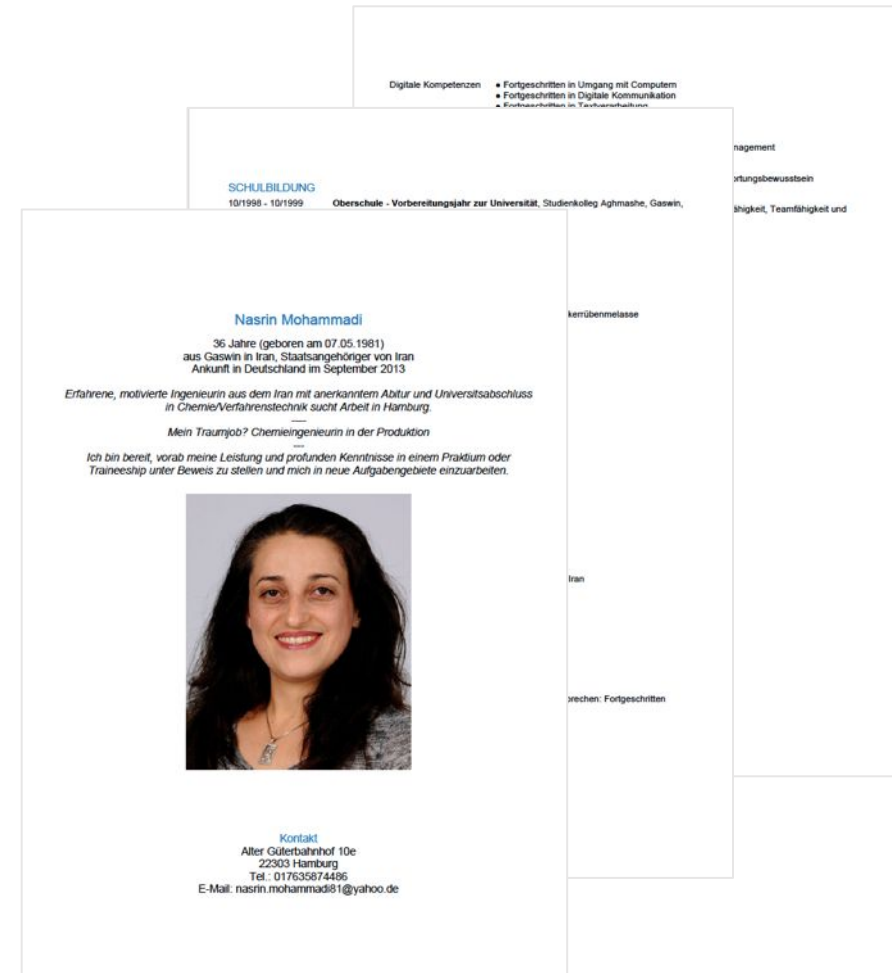 Digitale Kompetenzen ● Fortgeschritten in Umgang mit Computern
● Fortgeschritten in Digitale Kommunikation
● Fortgeschritten in Textverarbeitung
nagement
ortungsbewusstsein
ähigkeit, Teamfähigkeit und
SCHULBILDUNG
10/1998 - 10/1999 Oberschule - Vorbereitungsjahr zur Universität, Studienkolleg Aghmashe, Gaswin,
kerrübenmelasse
Iran
prechen: Fortgeschritten
Nasrin Mohammadi
36 Jahre (geboren am 07.05.1981)
aus Gaswin in Iran, Staatsangehöriger von Iran
Ankunft in Deutschland im September 2013
Erfahrene, motivierte Ingenieurin aus dem Iran mit anerkanntem Abitur und Universitsabschluss
in Chemie/Verfahrenstechnik sucht Arbeit in Hamburg.
----
Mein Traumjob? Chemieingenieurin in der Produktion
---
Ich bin bereit, vorab meine Leistung und profunden Kenntnisse in einem Praktium oder
Traineeship unter Beweis zu stellen und mich in neue Aufgabengebiete einzuarbeiten.
Kontakt
Alter Güterbahnhof 10e
22303 Hamburg
Tel.: 017635874486
E-Mail: nasrin.mohammadi81@yahoo.de